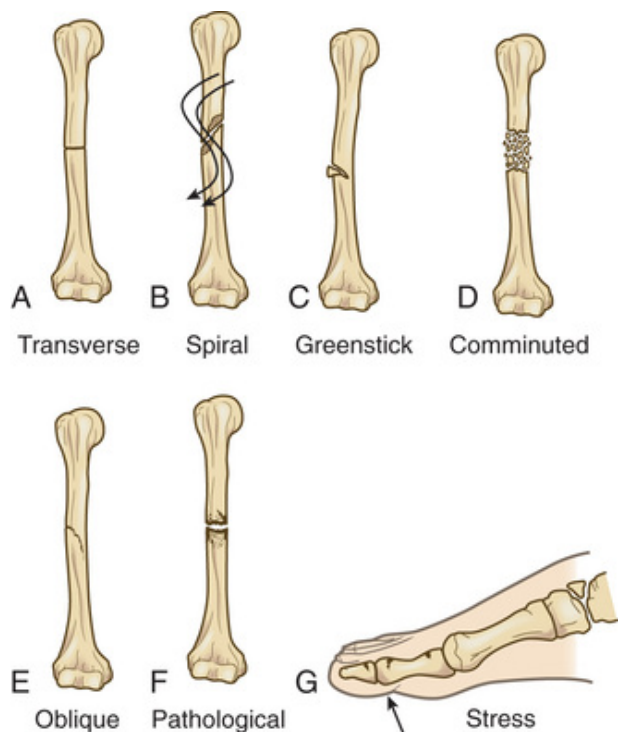 A B C D
Transverse Spiral Greenstick Comminuted
E F G
Oblique Pathological Stress